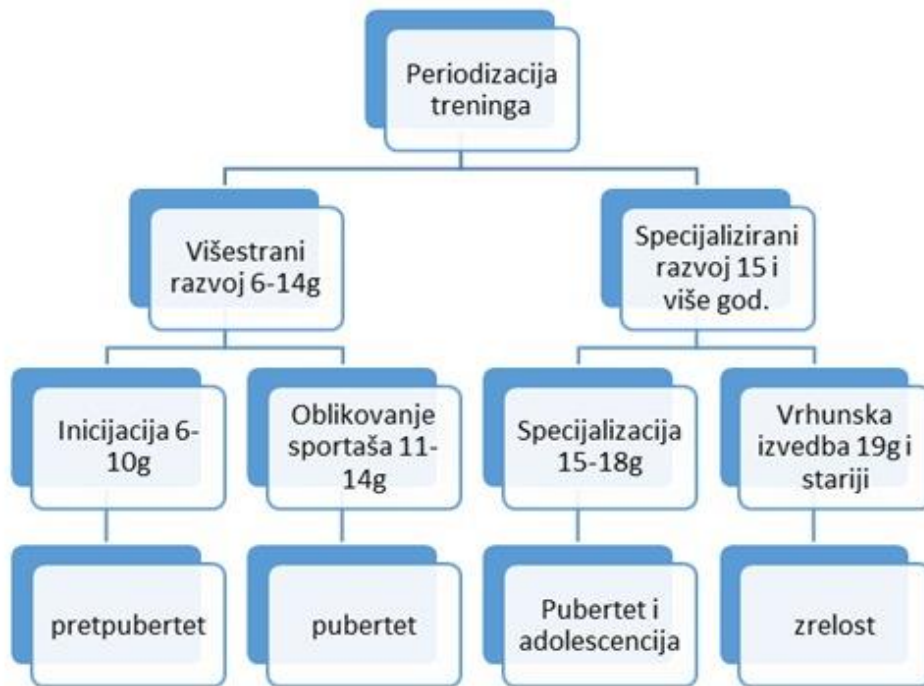 Periodizacija
treninga
Višestrani
razvoj 6-14g
Specijalizirani
razvoj 15 i
više god.
Inicijacija 6-
10g
Oblikovanje
sportaša 11-
14g
Specijalizacija
15-18g
Vrhunska
izvedba 19g i
stariji
pretpubertet
pubertet
Pubertet i
adolescencija
zrelost